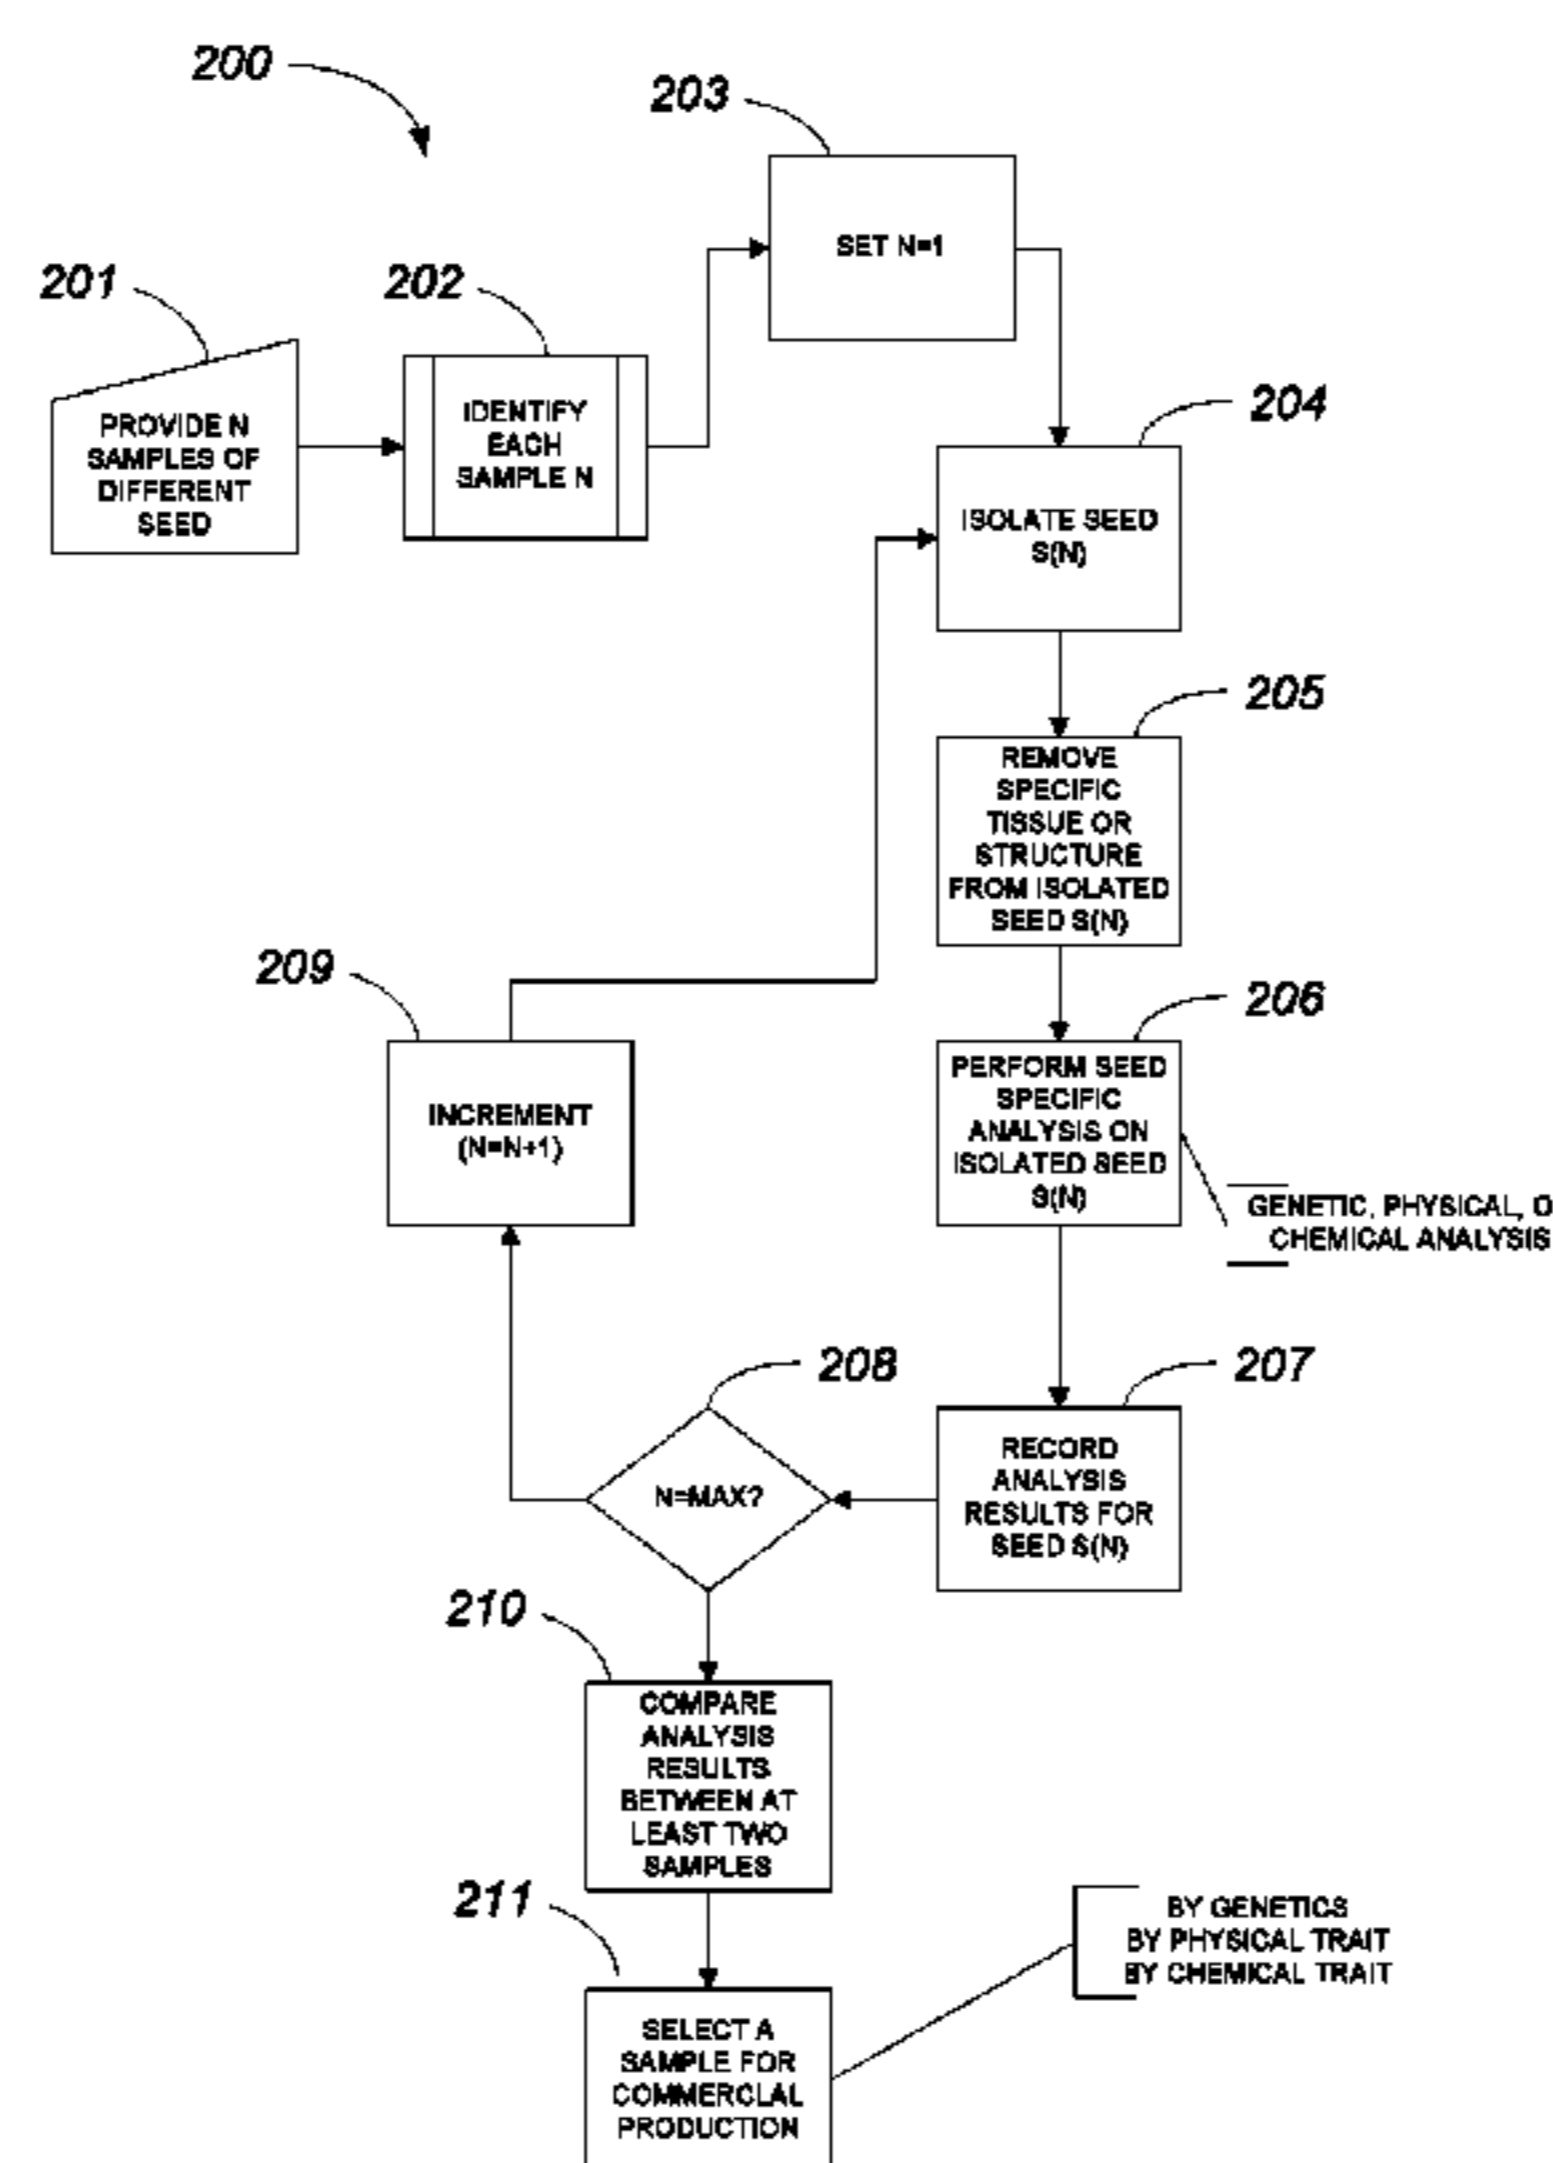 200
203
SET N=1
201
202
PROVIDE N
SAMPLES OF
DIFFERENT
SEED
IDENTIFY
EACH
SAMPLE N
204
ISOLATE SEED
S(N)
205
REMOVE
SPECIFIC
TISSUE OR
STRUCTURE
FROM ISOLATED
SEED S(N)
209
INCREMENT
(N=N+1)
206
PERFORM SEED
SPECIFIC
ANALYSIS ON
ISOLATED SEED
S(N)
GENETIC, PHYSICAL, O
CHEMICAL ANALYSIS
208
N=MAX?
207
RECORD
ANALYSIS
RESULTS FOR
SEED S(N)
210
COMPARE
ANALYSIS
RESULTS
BETWEEN AT
LEAST TWO
SAMPLES
211
SELECT A
SAMPLE FOR
COMMERCLAL
PRODUCTION
BY GENETICS
BY PHYSICAL TRAIT
BY CHEMICAL TRAIT